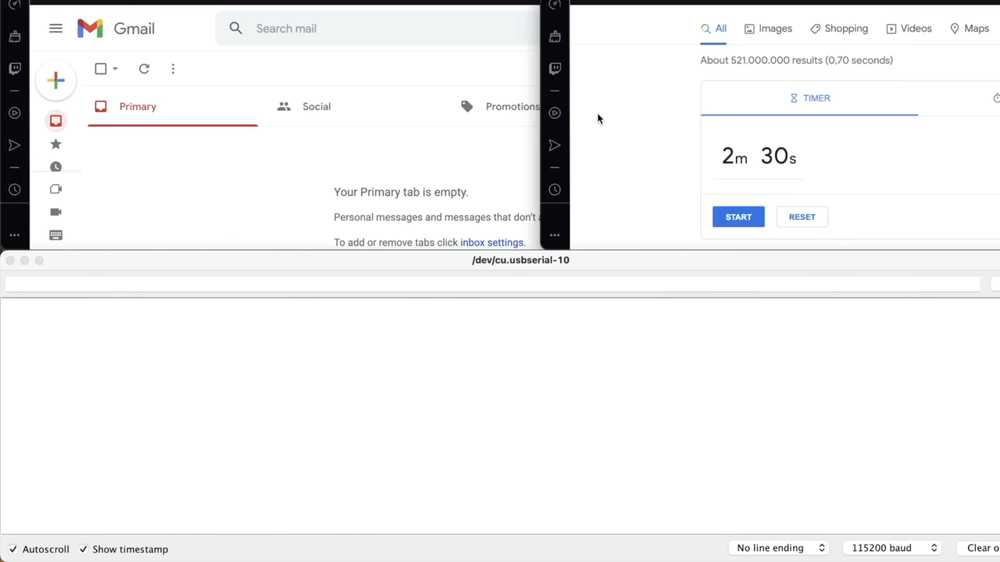 Gmail
Search mail
Primary
Social
Promotions
Your Primary tab is empty.
Personal messages and messages that don't
To add or remove tabs click inbox settings.
All
Images
Shopping
Videos
Maps
About 521.000.000 results (0,70 seconds)
TIMER
2m 30s
START
RESET
/dev/cu.usbserial-10
Autoscroll
Show timestamp
No line ending
115200 baud
Clear o